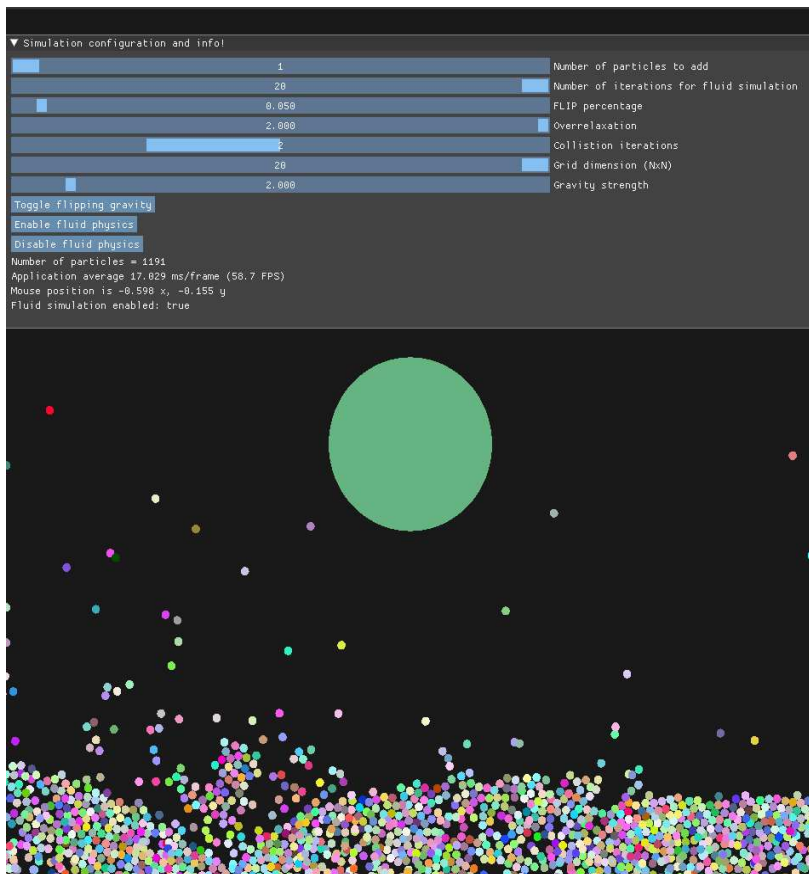 ▼ Simulation configuration and info!
1 Number of particles to add
20 Number of iterations for fluid simulation
0.050 FLIP percentage
2.000 Overrelaxation
2 Collistion iterations
20 Grid dimension (NxN)
2.000 Gravity strength
Toggle flipping gravity
Enable fluid physics
Disable fluid physics
Number of particles = 1191
Application average 17.029 ms/frame (58.7 FPS)
Mouse position is -0.598 x, -0.155 y
Fluid simulation enabled: true